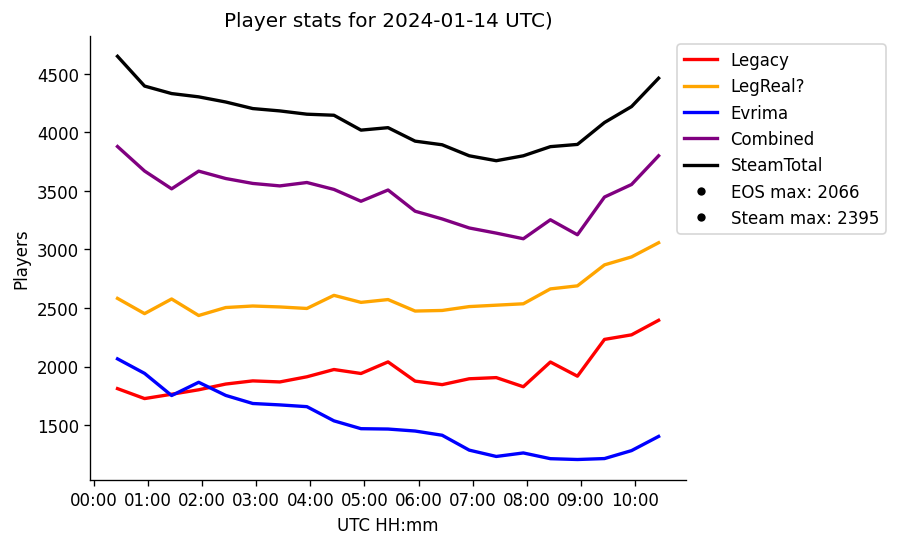 Player stats for 2024-01-14 UTC)
Legacy
LegReal?
Evrima
Combined
SteamTotal
EOS max: 2066
Steam max: 2395
Players
4500
4000
3500
3000
2500
2000
1500
00:00 01:00 02:00 03:00 04:00 05:00 06:00 07:00 08:00 09:00 10:00
UTC HH:mm